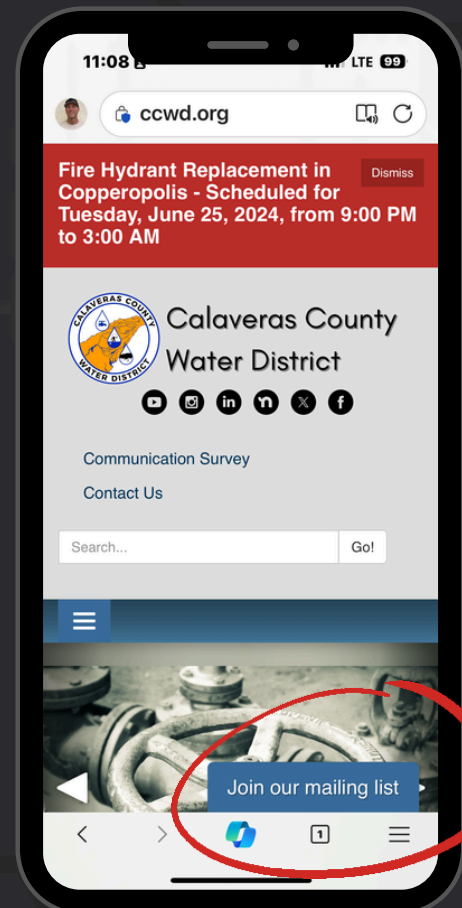 11:08
LTE 99
ccwd.org
Fire Hydrant Replacement in
Dismiss
Copperopolis - Scheduled for
Tuesday, June 25, 2024, from 9:00 PM
to 3:00 AM
CALAVERAS COUNTY
WATER DISTRICT
Calaveras County
Water District
in
X
f
Communication Survey
Contact Us
Search...
Go!
Join our mailing list
1